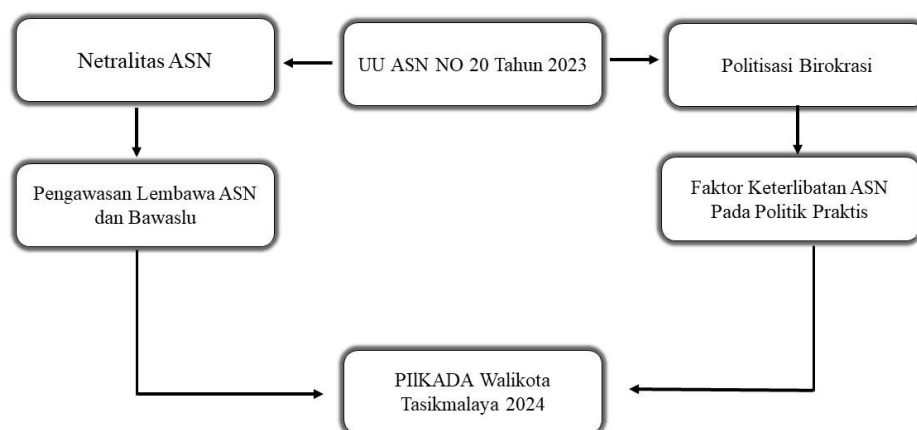 Netralitas ASN
UU ASN NO 20 Tahun 2023
Politisasi Birokrasi
Pengawasan Lembawa ASN
dan Bawaslu
Faktor Keterlibatan ASN
Pada Politik Praktis
PIlKADA Walikota
Tasikmalaya 2024